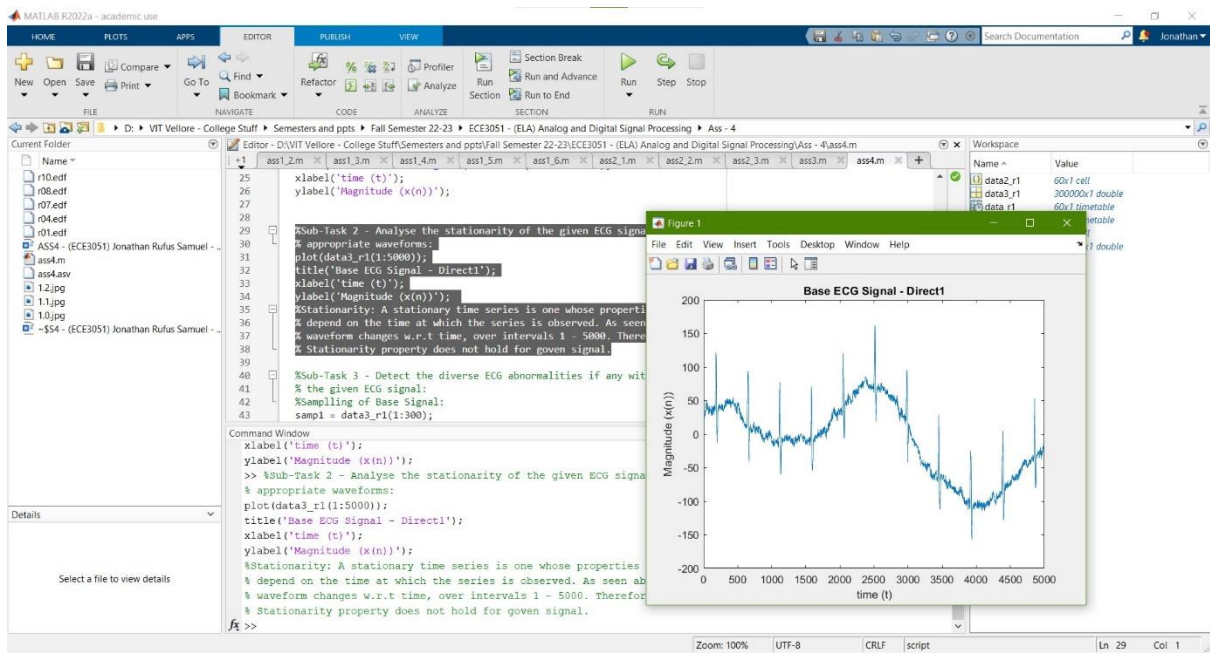 MATLAB R2022a - academic use
HOME PLOTS APPS EDITOR PUBLISH VIEW Search Documentation Jonathan
New Open Save Compare Print Go To Find Bookmark Refactor Profiler Analyze Run Section Section Break Run and Advance Run to End Run Step Stop
FILE NAVIGATE CODE ANALYZE SECTION RUN
D: VIT Vellore - College Stuff Semesters and ppts Fall Semester 22-23 ECE3051 - (ELA) Analog and Digital Signal Processing Ass - 4
Current Folder
Name
r10.edf
r08.edf
r07.edf
r04.edf
r01.edf
ASS4 - (ECE3051) Jonathan Rufus Samuel - ..
ass4.m
ass4.asv
1.2.jpg
1.1.jpg
1.0.jpg
~$S4 - (ECE3051) Jonathan Rufus Samuel - ..
Details
Select a file to view details
Editor - D:\VIT Vellore - College Stuff\Semesters and ppts\Fall Semester 22-23\ECE3051 - (ELA) Analog and Digital Signal Processing\Ass - 4\ass4.m
+1 ass1_2.m ass1_3.m ass1_4.m ass1_5.m ass1_6.m ass2_1.m ass2_2.m ass2_3.m ass3.m ass4.m +
25 xlabel('time (t)');
26 ylabel('Magnitude (x(n))');
27
28
29 %Sub-Task 2 - Analyse the stationarity of the given ECG signa
30 % appropriate waveforms:
31 plot(data3_r1(1:5000));
32 title('Base ECG Signal - Direct1');
33 xlabel('time (t)');
34 ylabel('Magnitude (x(n))');
35 %Stationarity: A stationary time series is one whose properti
36 % depend on the time at which the series is observed. As seen
37 % waveform changes w.r.t time, over intervals 1 - 5000. There
38 % Stationarity property does not hold for goven signal.
39
40 %Sub-Task 3 - Detect the diverse ECG abnormalities if any wit
41 % the given ECG signal:
42 %Samplling of Base Signal:
43 samp1 = data3_r1(1:300);
Command Window
xlabel('time (t)');
ylabel('Magnitude (x(n))');
>> %Sub-Task 2 - Analyse the stationarity of the given ECG signa
% appropriate waveforms:
plot(data3_r1(1:5000));
title('Base ECG Signal - Direct1');
xlabel('time (t)');
ylabel('Magnitude (x(n))');
%Stationarity: A stationary time series is one whose properties
% depend on the time at which the series is observed. As seen ab
% waveform changes w.r.t time, over intervals 1 - 5000. Therefor
% Stationarity property does not hold for goven signal.
fx >>
Workspace
Name Value
data2_r1 60x1 cell
data3_r1 300000x1 double
data_r1 60x1 timetable
Figure 1
File Edit View Insert Tools Desktop Window Help
Base ECG Signal - Direct1
Magnitude (x(n))
200
150
100
50
0
-50
-100
-150
-200
0 500 1000 1500 2000 2500 3000 3500 4000 4500 5000
time (t)
Zoom: 100% UTF-8 CRLF script Ln 29 Col 1